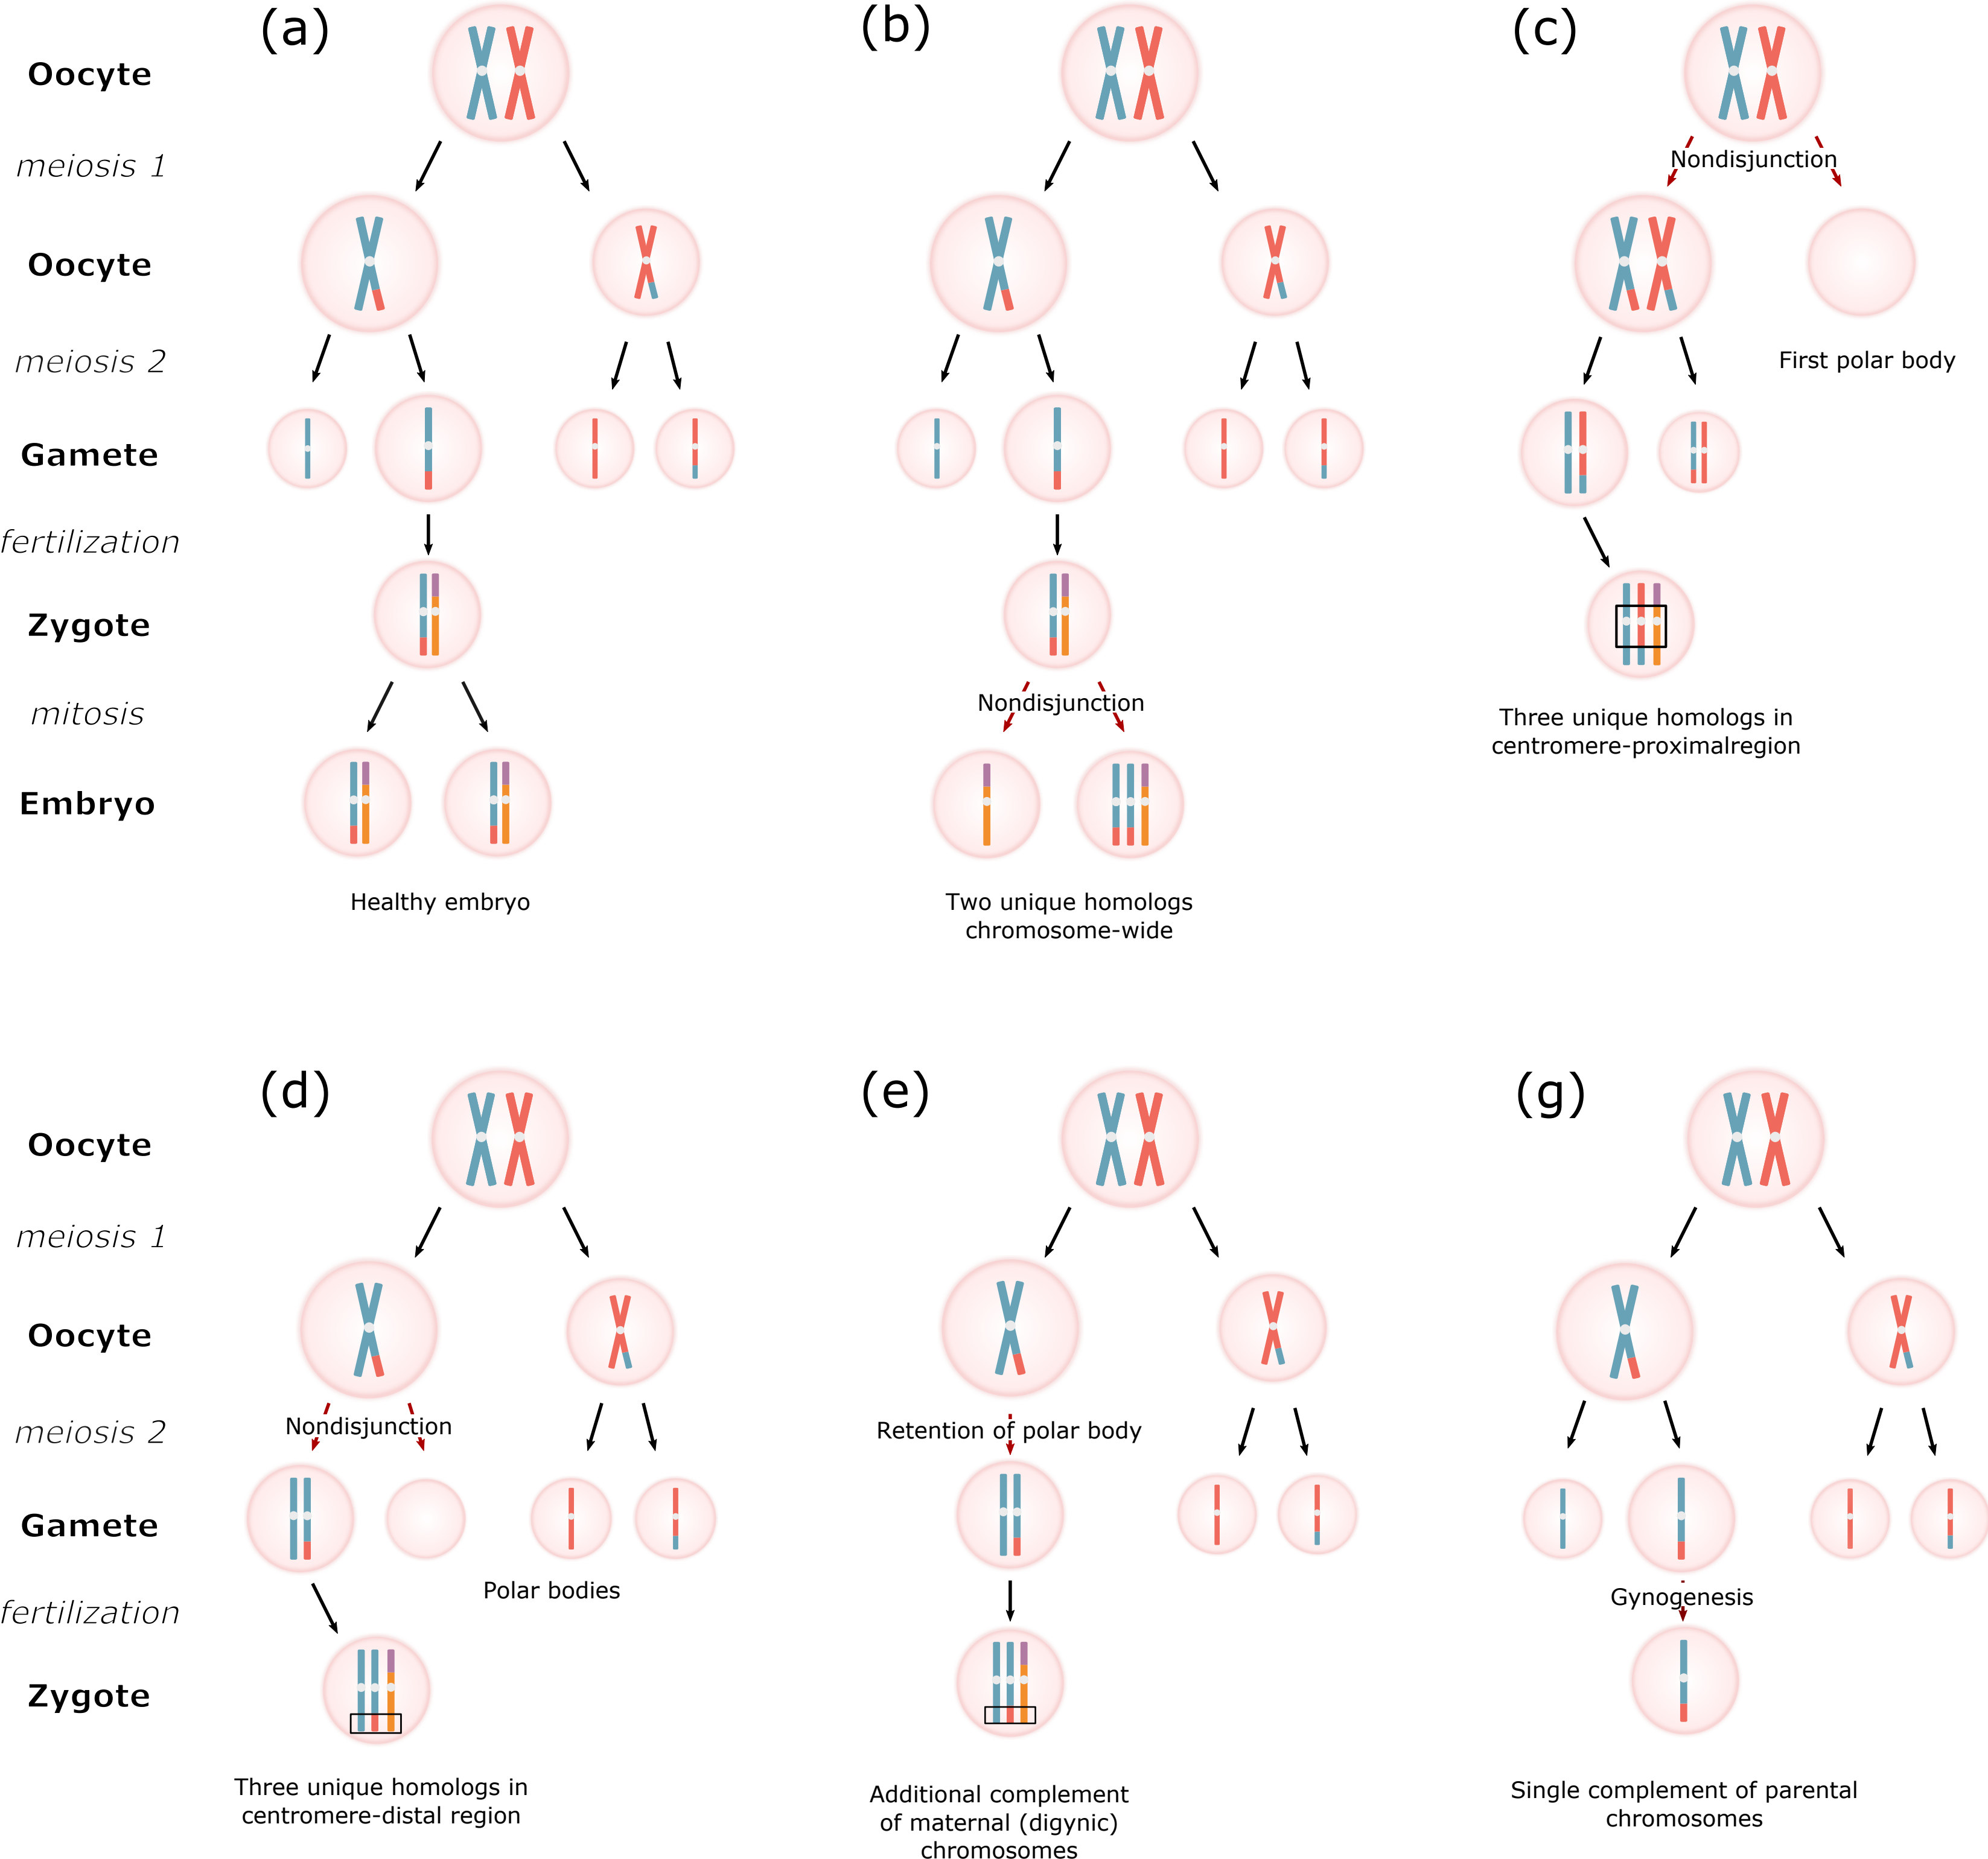 (a)
(b)
(c)
Oocyte
meiosis 1
Nondisjunction
Oocyte
meiosis 2
First polar body
Gamete
fertilization
Zygote
mitosis
Nondisjunction
Three unique homologs in
centromere-proximalregion
Embryo
Healthy embryo
Two unique homologs
chromosome-wide
(d)
(e)
(g)
Oocyte
meiosis 1
Oocyte
meiosis 2
Nondisjunction
Retention of polar body
Gamete
Polar bodies
Gynogenesis
fertilization
Zygote
Three unique homologs in
centromere-distal region
Additional complement
of maternal (digynic)
chromosomes
Single complement of parental
chromosomes